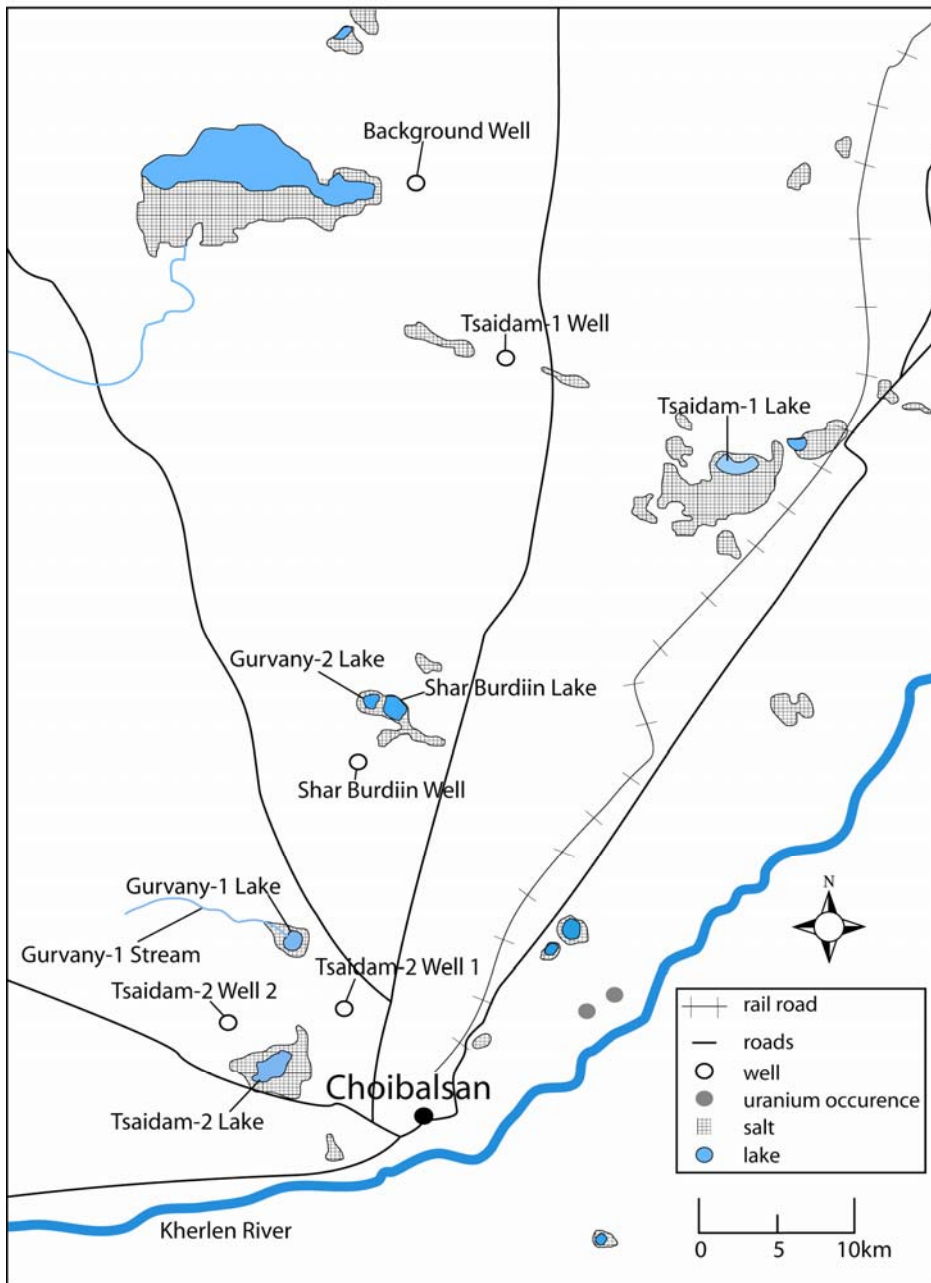 Background Well
Tsaidam-1 Well
Tsaidam-1 Lake
Gurvany-2 Lake
Shar Burdiin Lake
Shar Burdiin Well
Gurvany-1 Lake
Gurvany-1 Stream
Tsaidam-2 Well 1
Tsaidam-2 Well 2
Choibalsan
Tsaidam-2 Lake
Kherlen River
N
rail road
roads
well
uranium occurence
salt
lake
0 5 10km